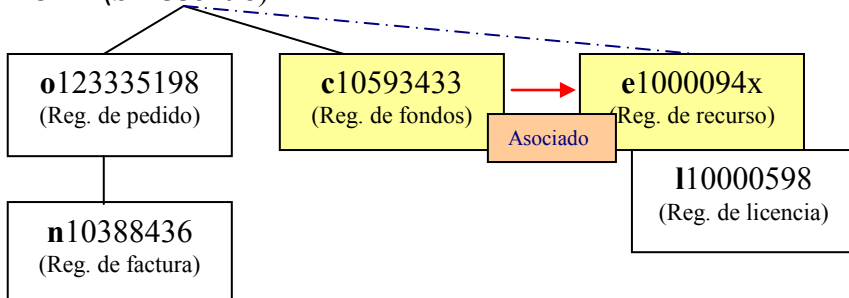 o123335198
(Reg. de pedido)
c10593433
(Reg. de fondos)
e1000094x
(Reg. de recurso)
Asociado
l10000598
(Reg. de licencia)
n10388436
(Reg. de factura)